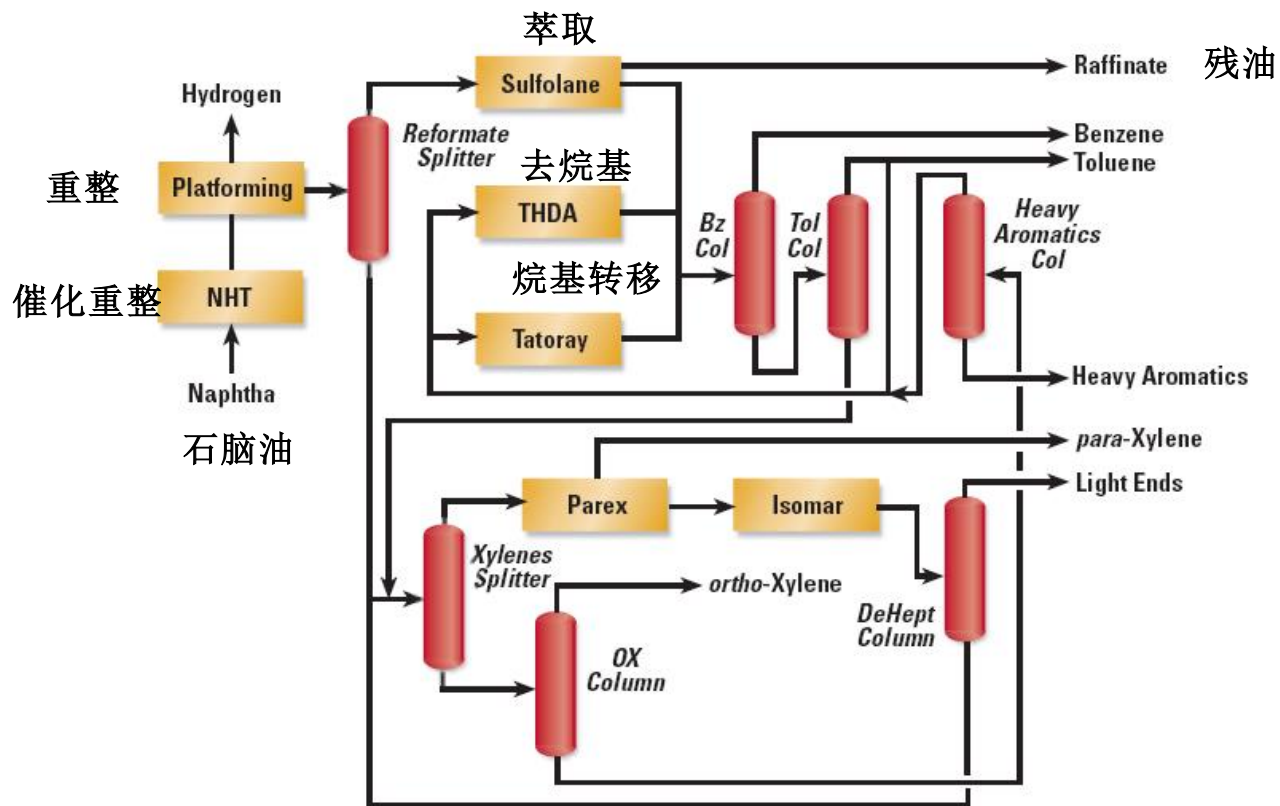 萃取
Sulfolane
Raffinate
残油
Hydrogen
Reformate
Splitter
Benzene
Toluene
重整
Platforming
去烷基
THDA
Bz
Col
Tol
Col
Heavy
Aromatics
Col
催化重整
NHT
烷基转移
Tatoray
Naphtha
石脑油
Heavy Aromatics
para-Xylene
Light Ends
Parex
Isomar
Xylenes
Splitter
ortho-Xylene
DeHept
Column
OX
Column